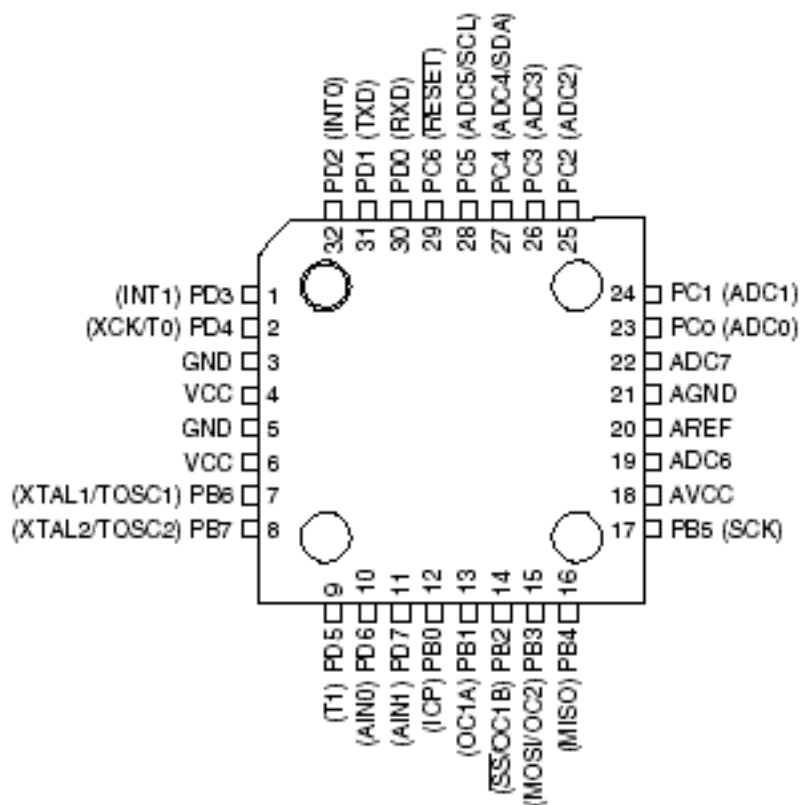 PD2 (INT0)
PD1 (TXD)
PD0 (RXD)
PC6 (RESET)
PC5 (ADC5/SCL)
PC4 (ADC4/SDA)
PC3 (ADC3)
PC2 (ADC2)
32
31
30
29
28
27
26
25
(INT1) PD3 1
(XCK/T0) PD4 2
GND 3
VCC 4
GND 5
VCC 6
(XTAL1/TOSC1) PB6 7
(XTAL2/TOSC2) PB7 8
24 PC1 (ADC1)
23 PC0 (ADC0)
22 ADC7
21 AGND
20 AREF
19 ADC6
18 AVCC
17 PB5 (SCK)
9
10
11
12
13
14
15
16
(T1) PD5
(AIN0) PD6
(AIN1) PD7
(ICP) PB0
(OC1A) PB1
(SS/OC1B) PB2
(MOSI/OC2) PB3
(MISO) PB4